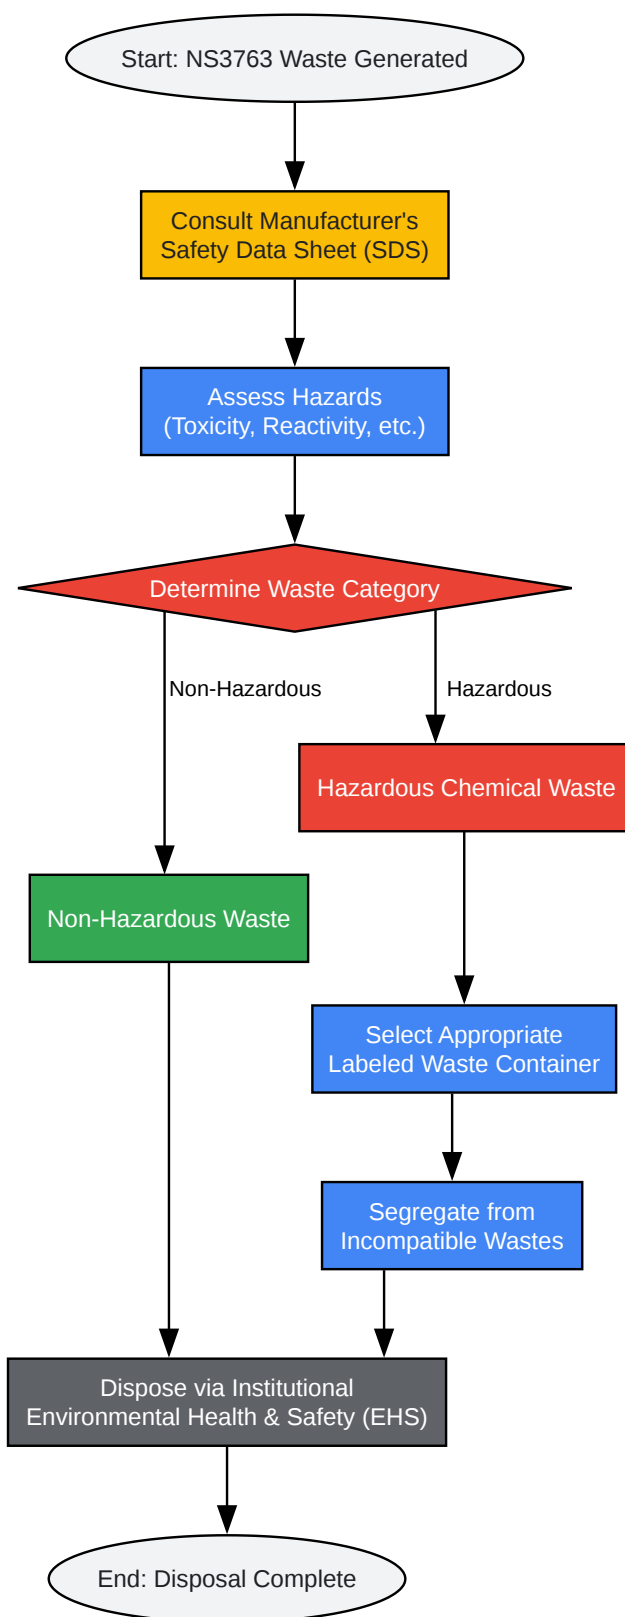 Start: NS3763 Waste Generated
Consult Manufacturer's
Safety Data Sheet (SDS)
Assess Hazards
(Toxicity, Reactivity, etc.)
Determine Waste Category
Non-Hazardous
Hazardous
Hazardous Chemical Waste
Non-Hazardous Waste
Select Appropriate
Labeled Waste Container
Segregate from
Incompatible Wastes
Dispose via Institutional
Environmental Health & Safety (EHS)
End: Disposal Complete